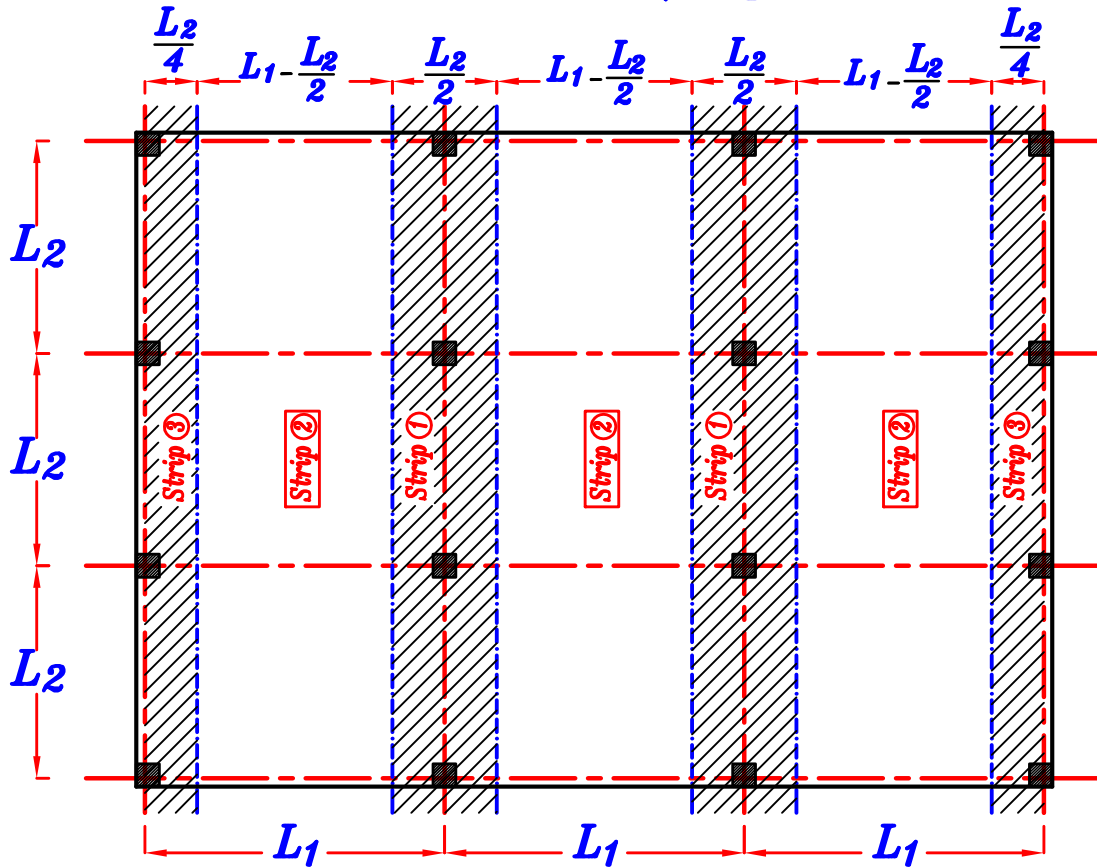 L2/4 L1-L2/2 L2/2 L1-L2/2 L2/2 L1-L2/2 L2/4
L2
L2
L2
Strip ③
Strip ②
Strip ①
Strip ②
Strip ①
Strip ②
Strip ③
L1 L1 L1